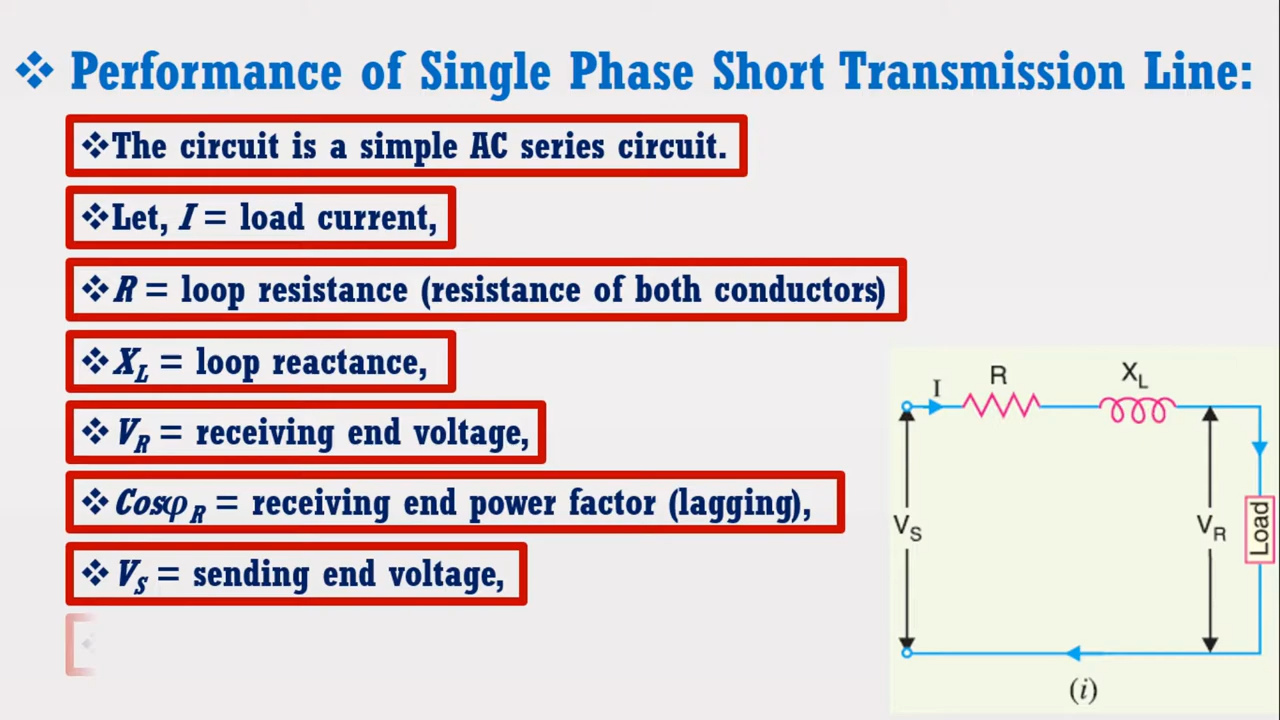 ❖ Performance of Single Phase Short Transmission Line:
❖The circuit is a simple AC series circuit.
❖Let, I = load current,
❖R = loop resistance (resistance of both conductors)
❖X_L = loop reactance,
❖V_R = receiving end voltage,
❖Cosφ_R = receiving end power factor (lagging),
❖V_S = sending end voltage,
I
R
X_L
V_S
V_R
Load
(i)